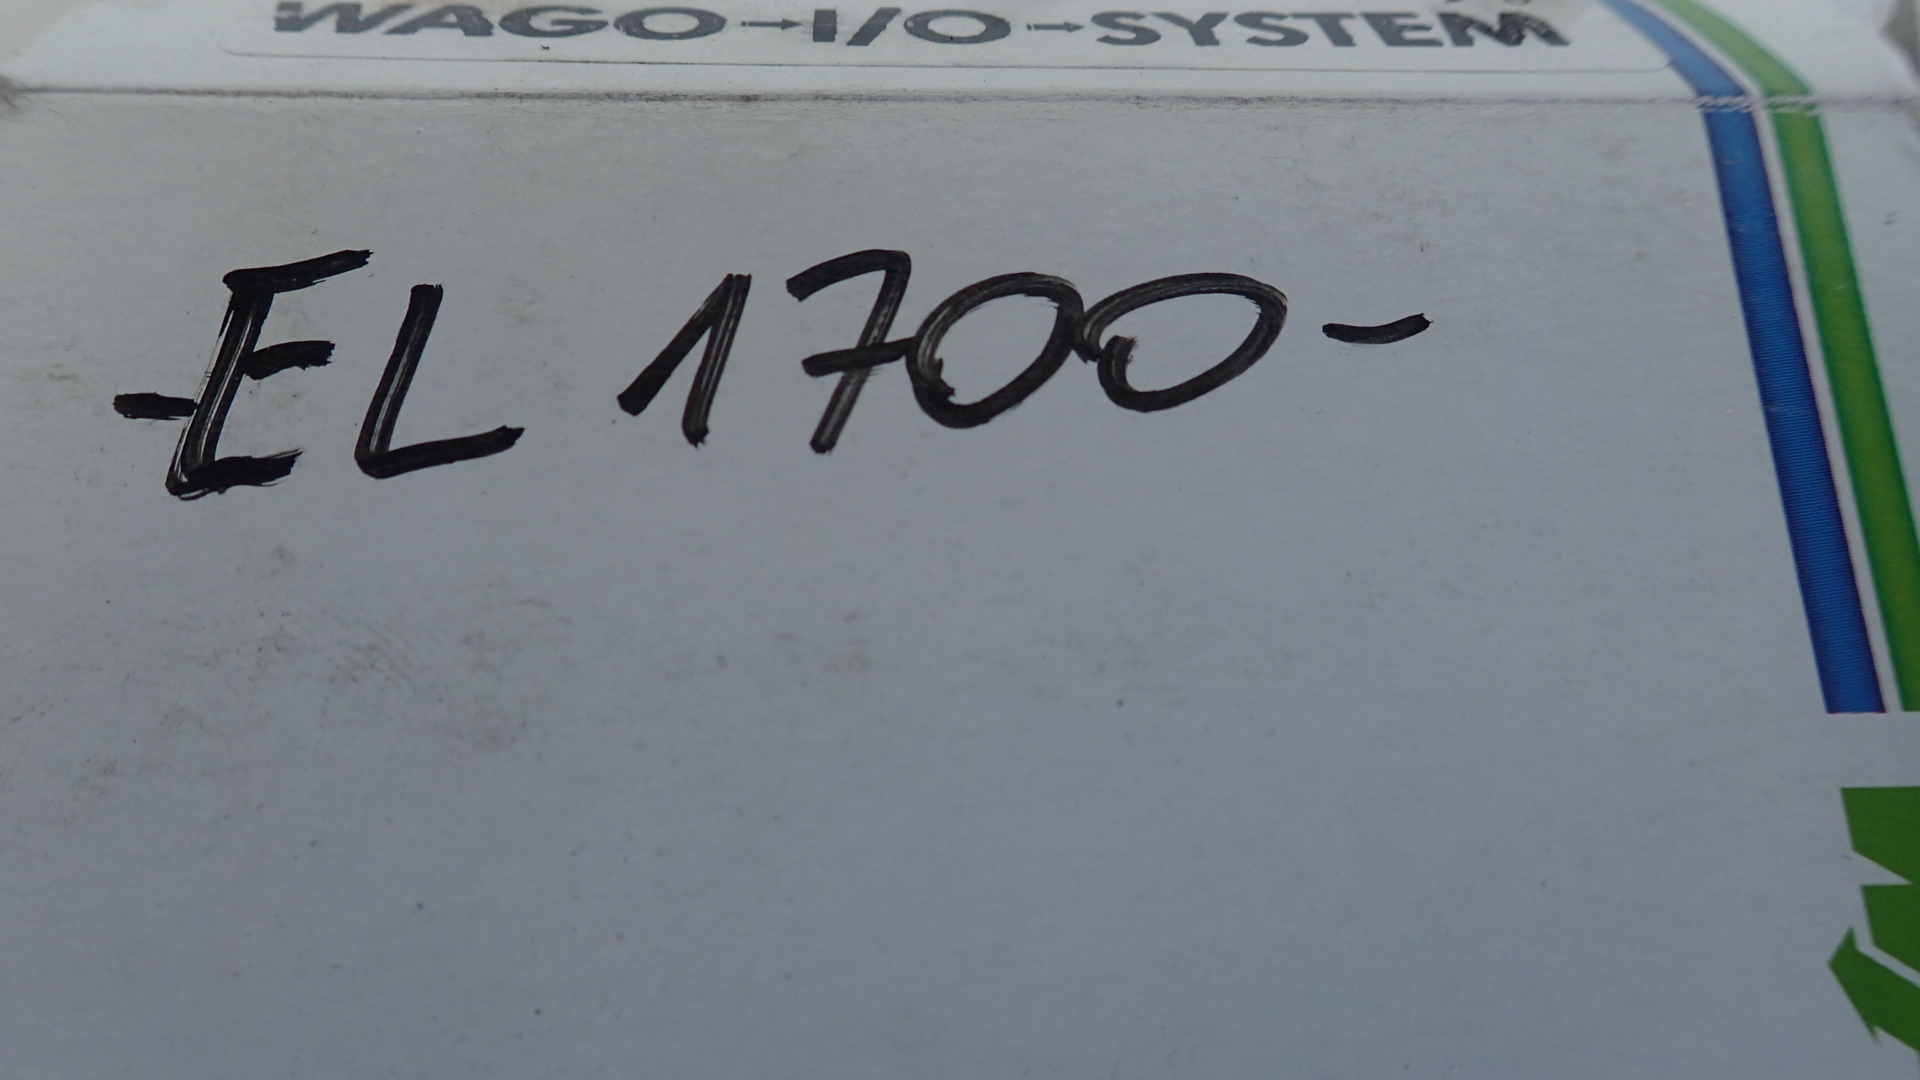 WAGO→I/O→SYSTEM
-EL 1700-